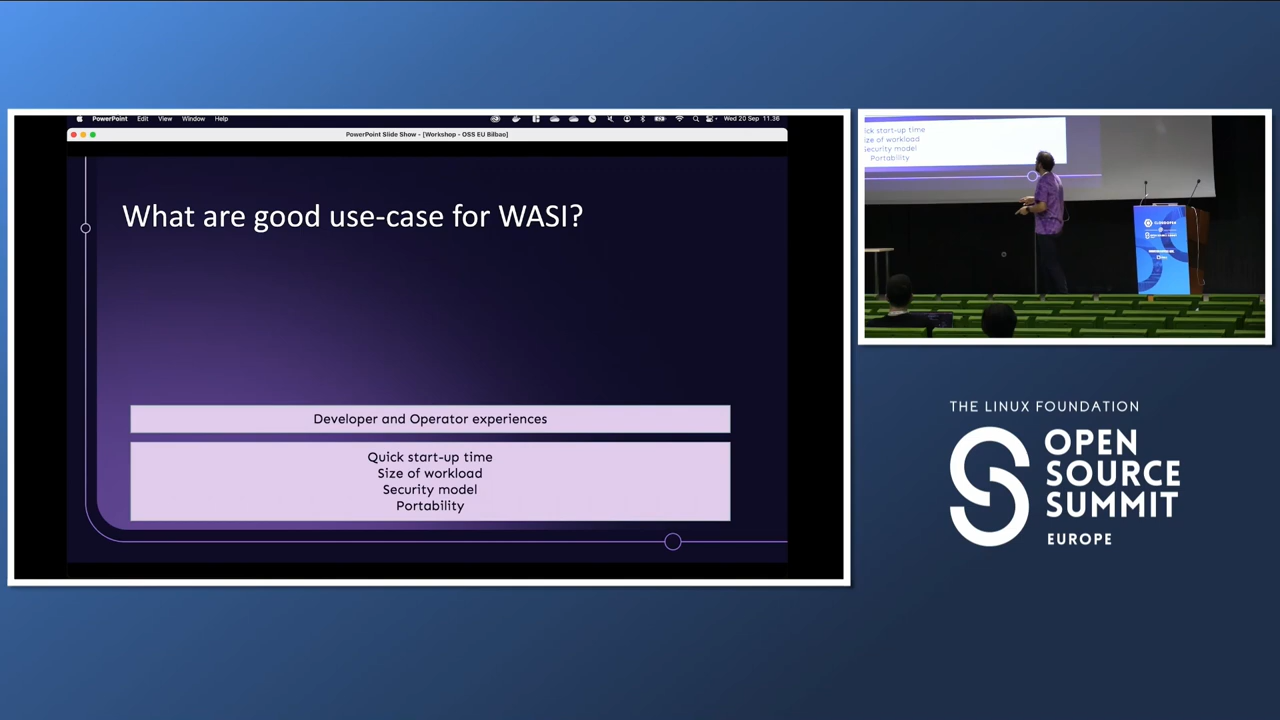 PowerPoint Edit View Window Help
Wed 20 Sep 11.36
PowerPoint Slide Show - [Workshop - OSS EU Bilbao]
What are good use-case for WASI?
Developer and Operator experiences
Quick start-up time
Size of workload
Security model
Portability
ick start-up time
ize of workload
Security model
Portability
THE LINUX FOUNDATION
OPEN
SOURCE
SUMMIT
EUROPE